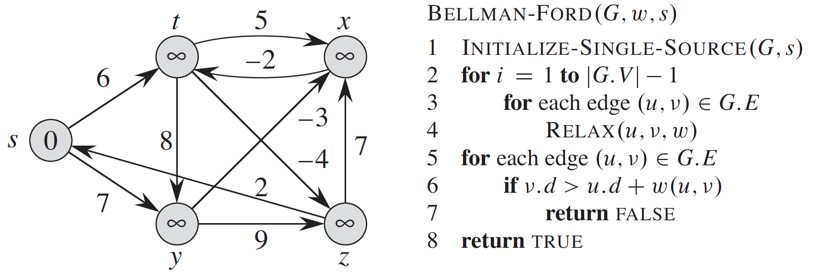 t
5
x
∞
∞
−2
6
s
0
8
−3
7
−4
7
2
∞
9
∞
y
z
BELLMAN-FORD(G, w, s)
1 INITIALIZE-SINGLE-SOURCE(G, s)
2 for i = 1 to |G.V| − 1
3 for each edge (u, v) ∈ G.E
4 RELAX(u, v, w)
5 for each edge (u, v) ∈ G.E
6 if v.d > u.d + w(u, v)
7 return FALSE
8 return TRUE